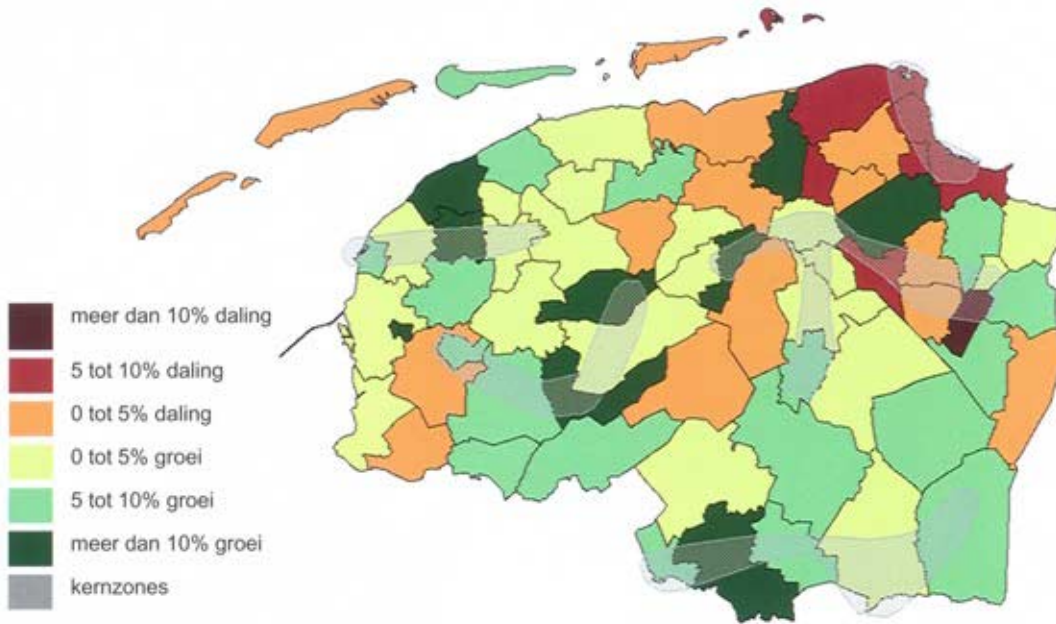 meer dan 10% daling
5 tot 10% daling
0 tot 5% daling
0 tot 5% groei
5 tot 10% groei
meer dan 10% groei
kernzones